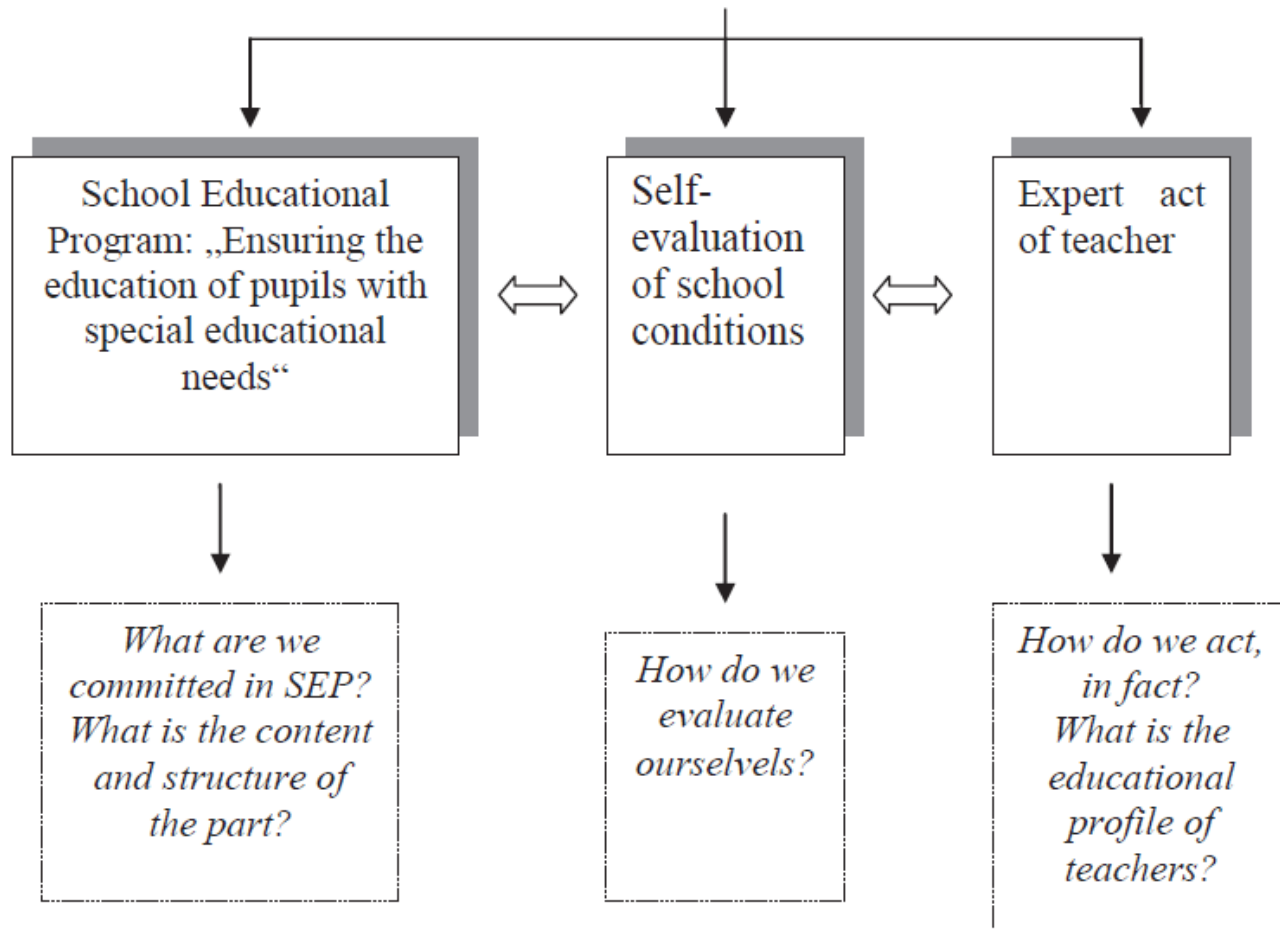 School Educational
Program: „Ensuring the
education of pupils with
special educational
needs“
Self-
evaluation
of school
conditions
Expert act
of teacher
What are we
committed in SEP?
What is the content
and structure of
the part?
How do we
evaluate
ourselvels?
How do we act,
in fact?
What is the
educational
profile of
teachers?